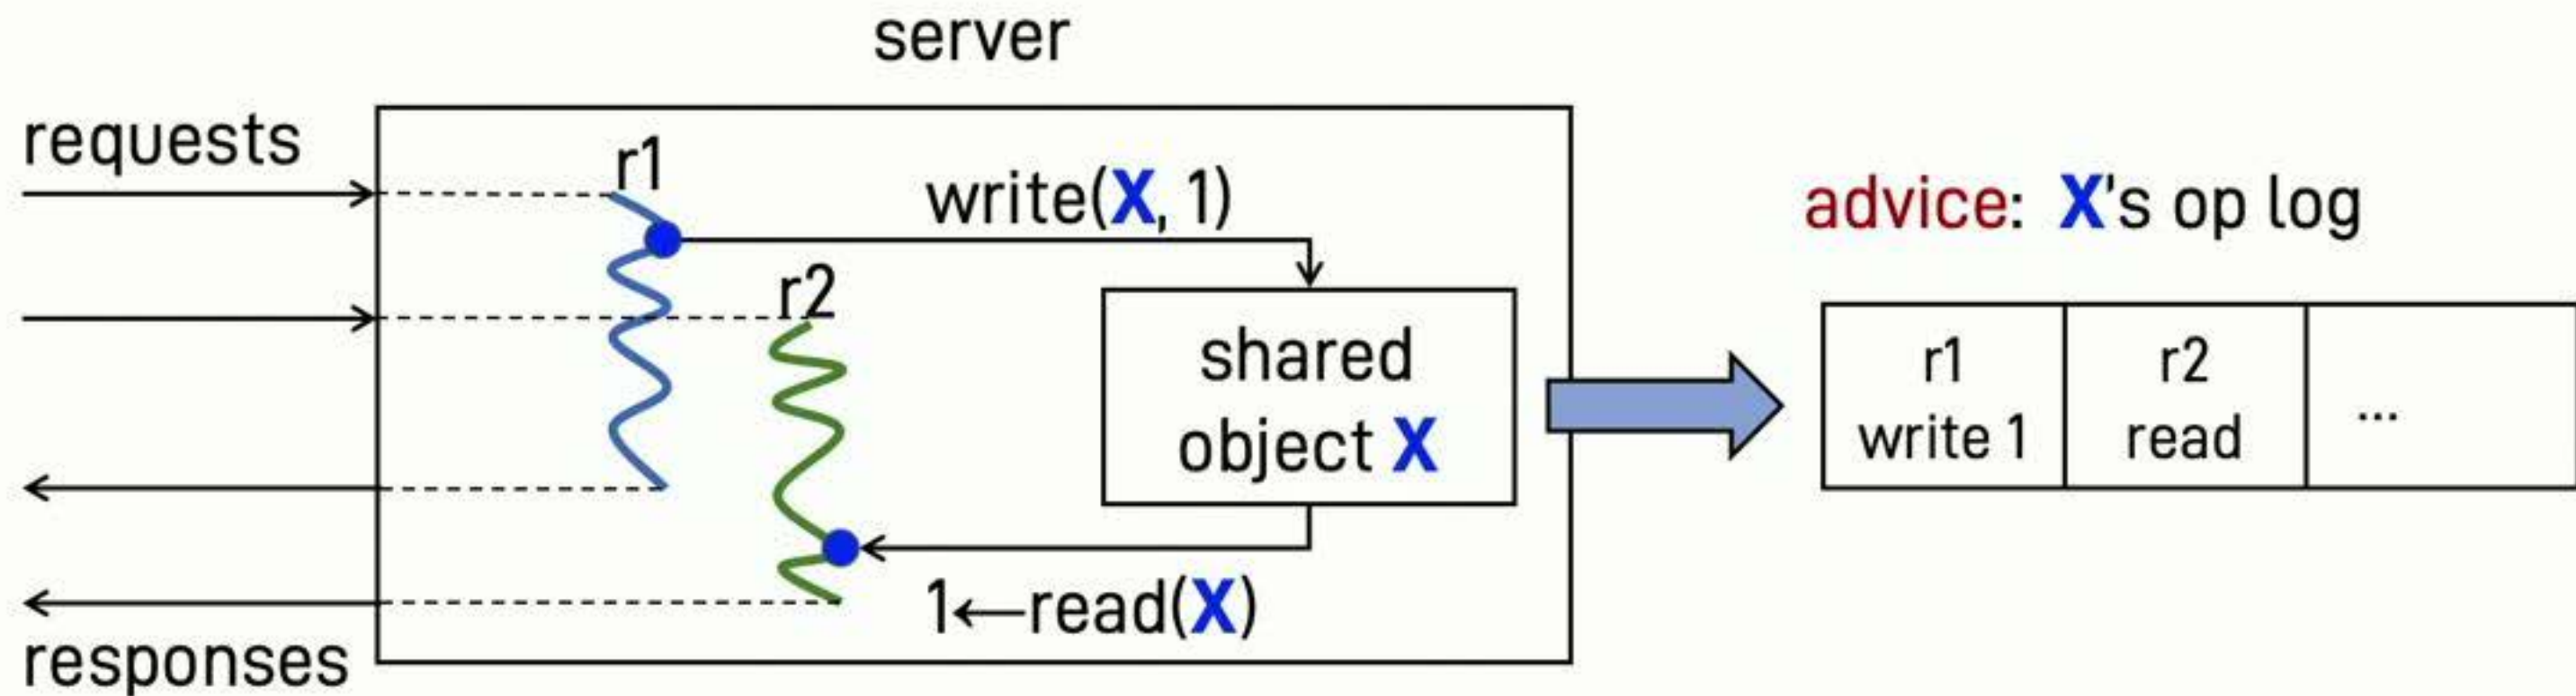 server
requests
r1
write(X, 1)
advice: X's op log
r2
shared
object X
r1
write 1
r2
read
...
1←read(X)
responses